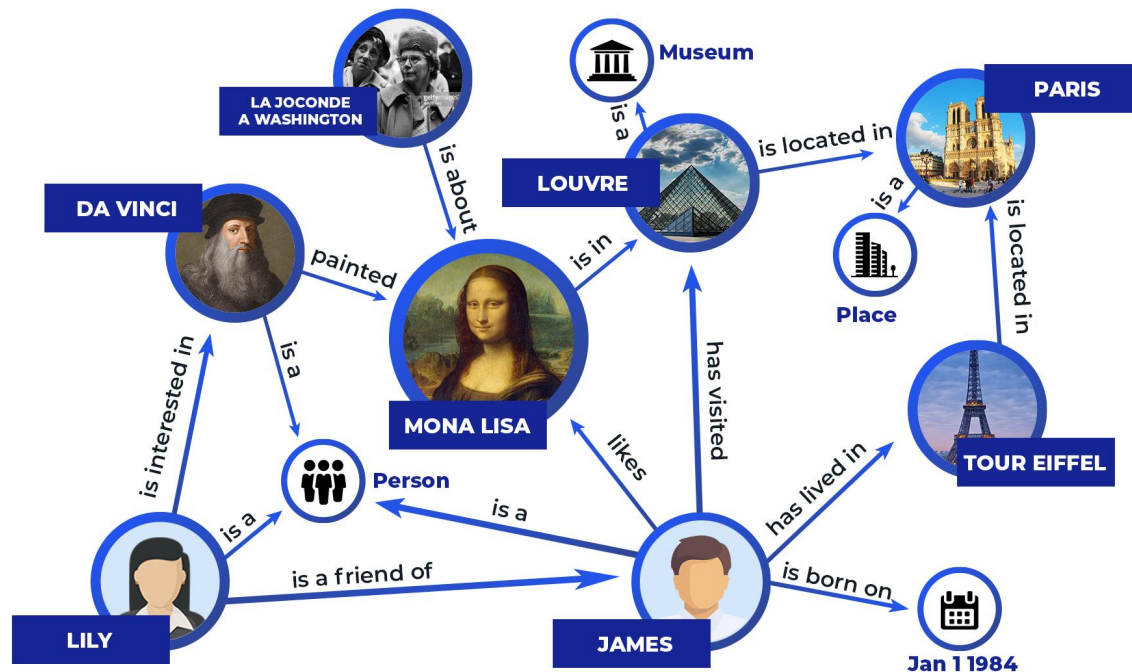 Museum
PARIS
LA JOCONDE
A WASHINGTON
gettyimages
is a
is located in
is about
LOUVRE
is a
DA VINCI
is located in
is in
painted
Place
is a
has visited
is interested in
MONA LISA
likes
TOUR EIFFEL
has lived in
Person
is a
is a
is a friend of
is born on
LILY
JAMES
Jan 1 1984